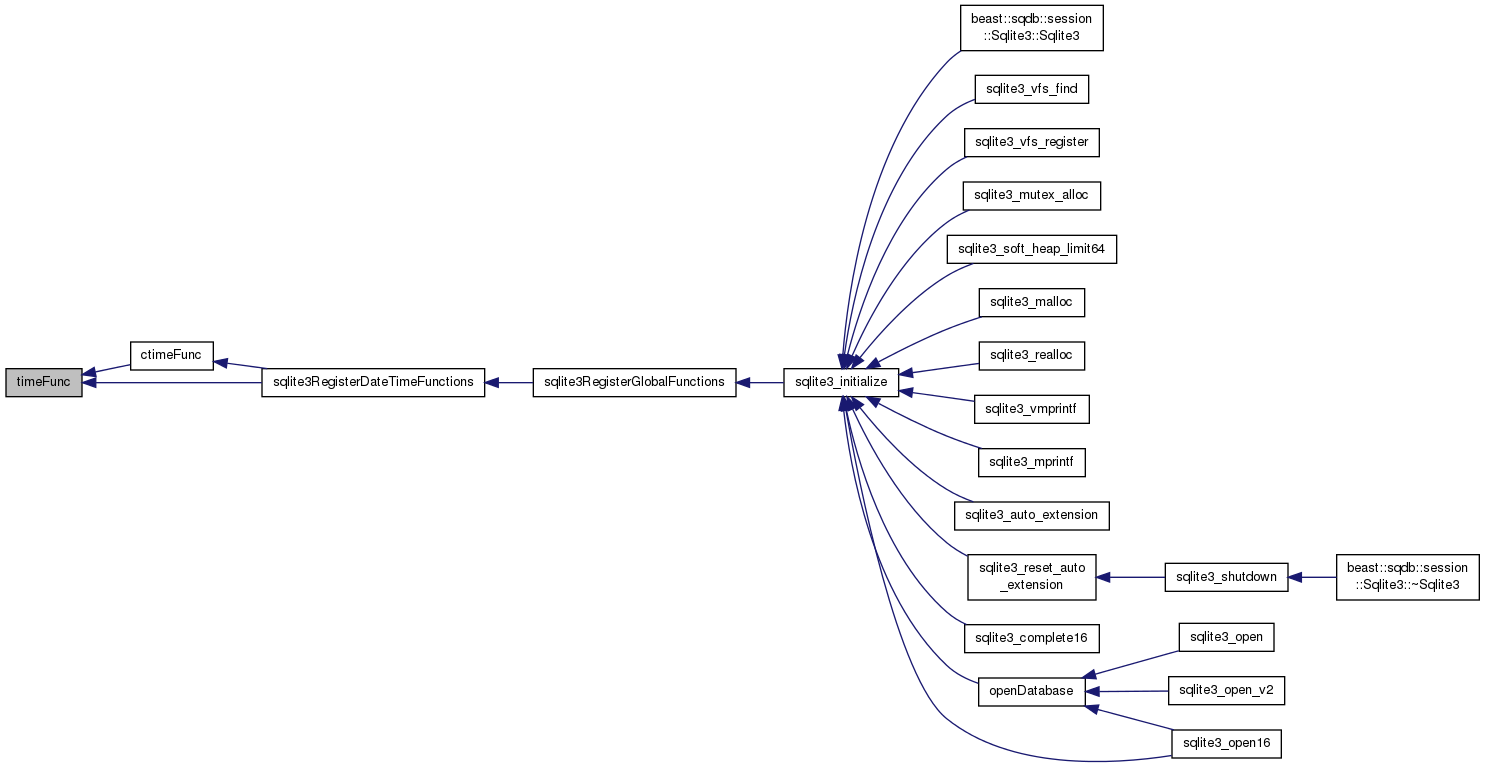 beast::sqdb::session
::Sqlite3::Sqlite3
sqlite3_vfs_find
sqlite3_vfs_register
sqlite3_mutex_alloc
sqlite3_soft_heap_limit64
sqlite3_malloc
ctimeFunc
sqlite3_realloc
timeFunc
sqlite3RegisterDateTimeFunctions
sqlite3RegisterGlobalFunctions
sqlite3_initialize
sqlite3_vmprintf
sqlite3_mprintf
sqlite3_auto_extension
sqlite3_reset_auto
_extension
sqlite3_shutdown
beast::sqdb::session
::Sqlite3::~Sqlite3
sqlite3_complete16
sqlite3_open
openDatabase
sqlite3_open_v2
sqlite3_open16